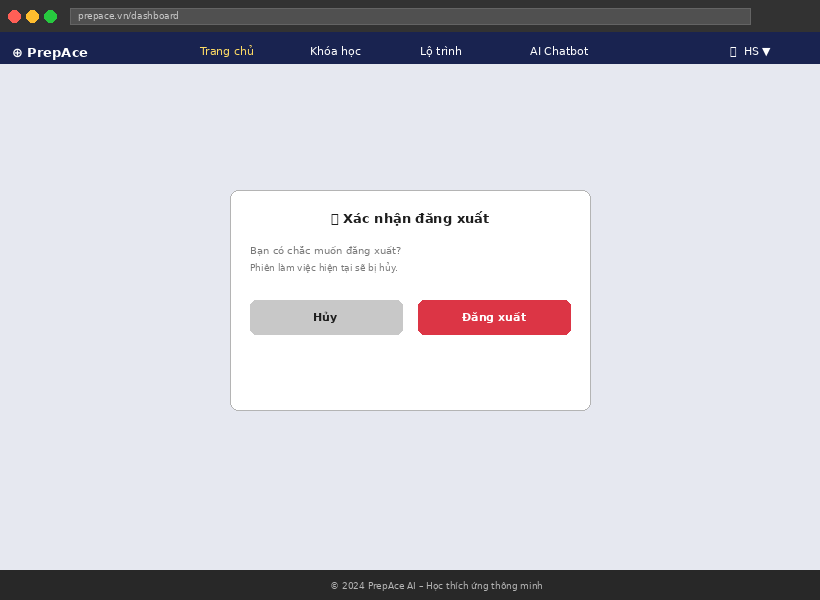 prepace.vn/dashboard
⊕ PrepAce
Trang chủ
Khóa học
Lộ trình
AI Chatbot
HS ▼
Xác nhận đăng xuất
Bạn có chắc muốn đăng xuất?
Phiên làm việc hiện tại sẽ bị hủy.
Hủy
Đăng xuất
© 2024 PrepAce AI – Học thích ứng thông minh